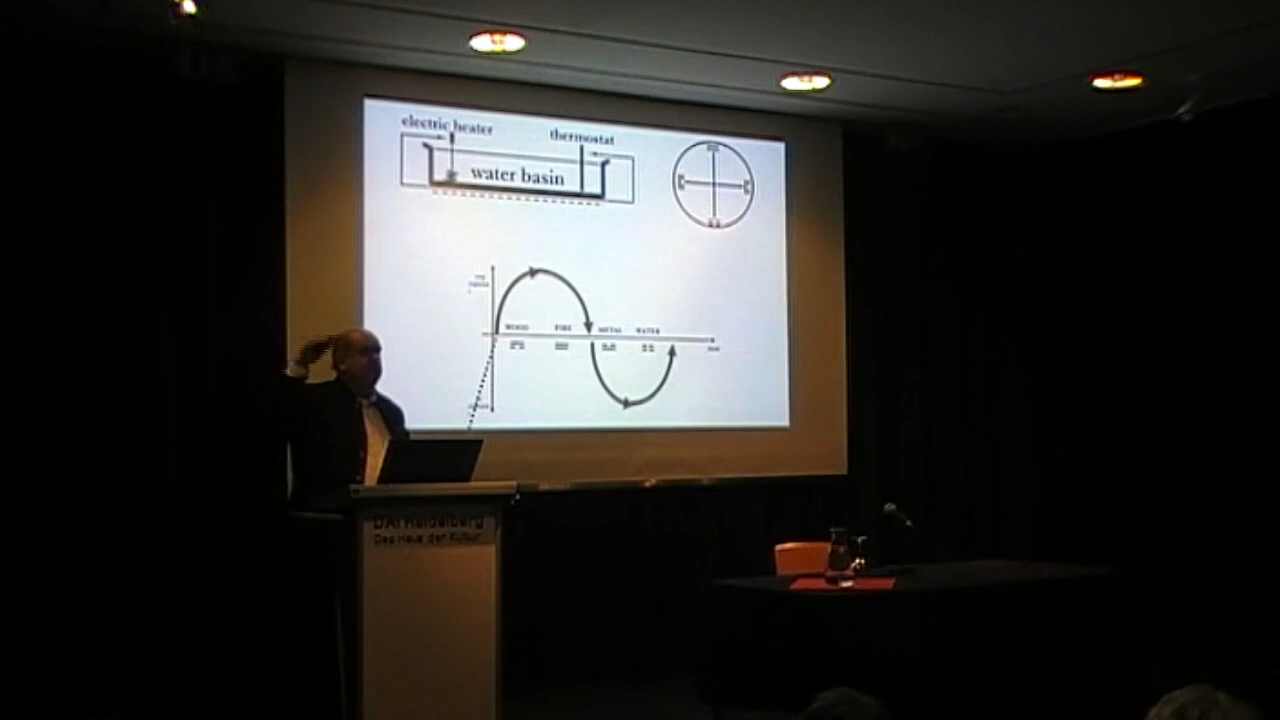 electric heater
thermostat
water basin
WOOD
FIRE
METAL
WATER
DAI Heidelberg
Das Haus der Kultur